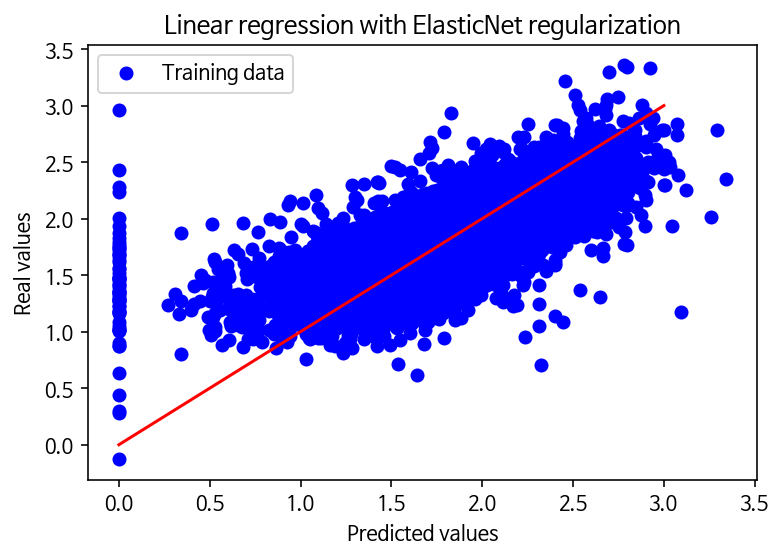 Linear regression with ElasticNet regularization
Training data
Real values
3.5
3.0
2.5
2.0
1.5
1.0
0.5
0.0
0.0 0.5 1.0 1.5 2.0 2.5 3.0 3.5
Predicted values